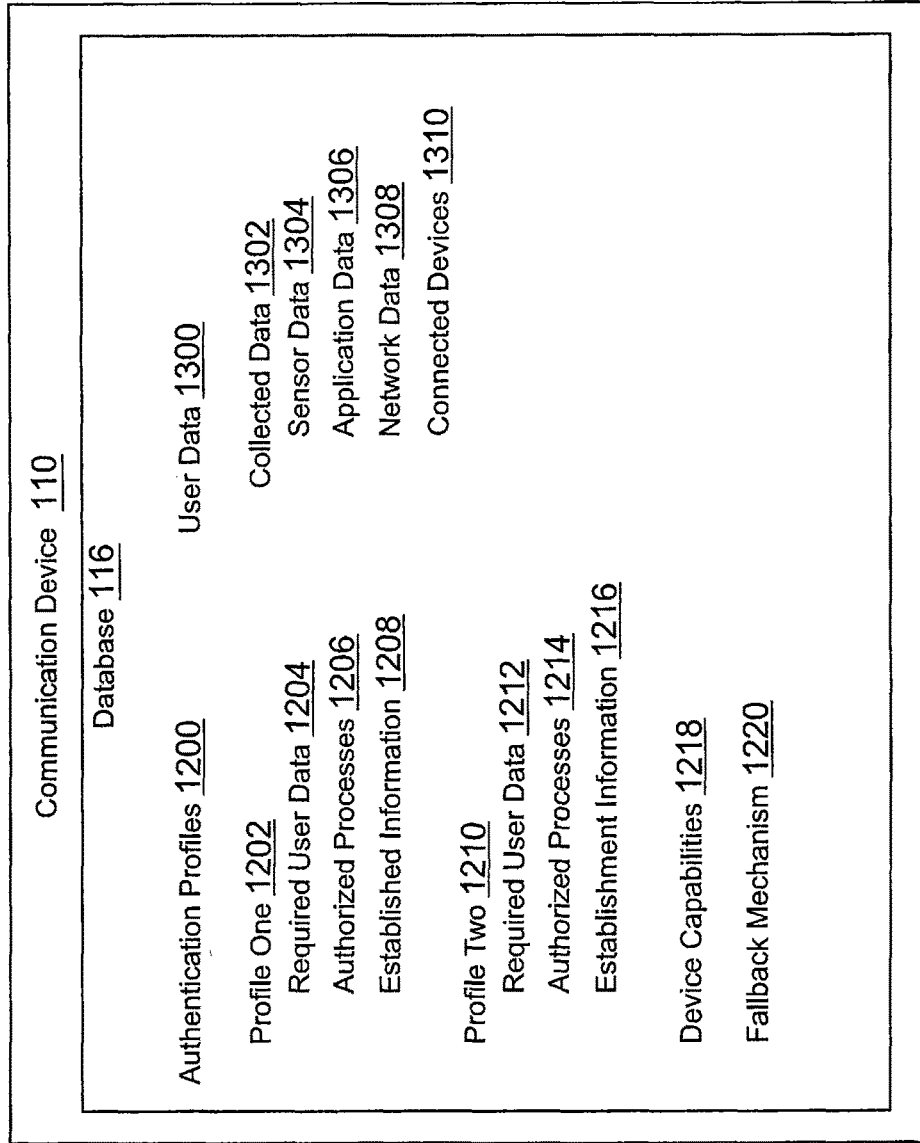 Communication Device 110
Database 116
Authentication Profiles 1200
Profile One 1202
Required User Data 1204
Authorized Processes 1206
Established Information 1208
Profile Two 1210
Required User Data 1212
Authorized Processes 1214
Establishment Information 1216
Device Capabilities 1218
Fallback Mechanism 1220
User Data 1300
Collected Data 1302
Sensor Data 1304
Application Data 1306
Network Data 1308
Connected Devices 1310